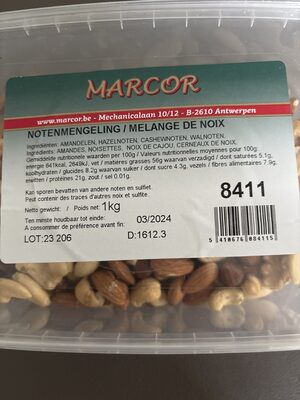 MARCOR
www.marcor.be - Mechanicalaan 10/12 - B-2610 Antwerpen
NOTENMENGELING / MELANGE DE NOIX
Ingrediënten: AMANDELEN, HAZELNOTEN, CASHEWNOTEN, WALNOTEN.
Ingredients: AMANDES, NOISETTES, NOIX DE CAJOU, CERNEAUX DE NOIX.
Gemiddelde nutritionele waarden per 100g / Valeurs nutritionnelles moyennes pour 100g:
energie 641kcal, 2649kJ, vet / matieres grasses 56g waarvan verzadigd / dont saturées 5.1g,
koolhydraten / glucides 8.2g waarvan suiker / dont sucre 4.3g, vezels / fibres alimentaires 7.9g,
eiwitten / protéines 21g, zout / sel 0.01g.
Kan sporen bevatten van andere noten en sulfiet.
Peut contenir des traces d'autres noix et sulfite.
8411
Netto gewicht: / Poids net: 1kg
Ten minste houdbaar tot einde: 03/2024
A consommer de préférence avant fin:
LOT:23 206 D:1612.3
5 410676 084115